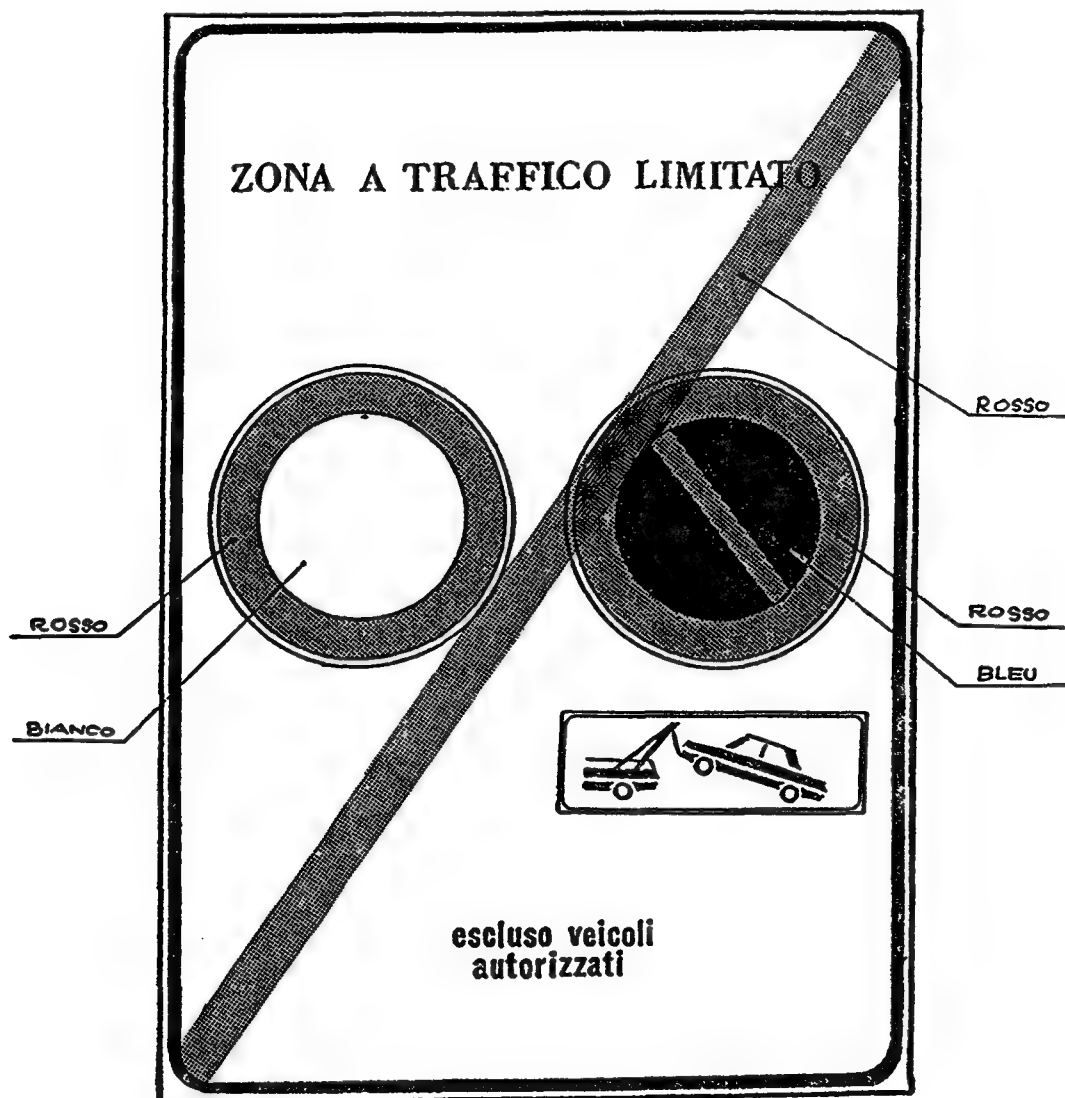 ZONA A TRAFFICO LIMITATO
ROSSO
ROSSO
ROSSO
BLEU
BIANCO
escluso veicoli
autorizzati